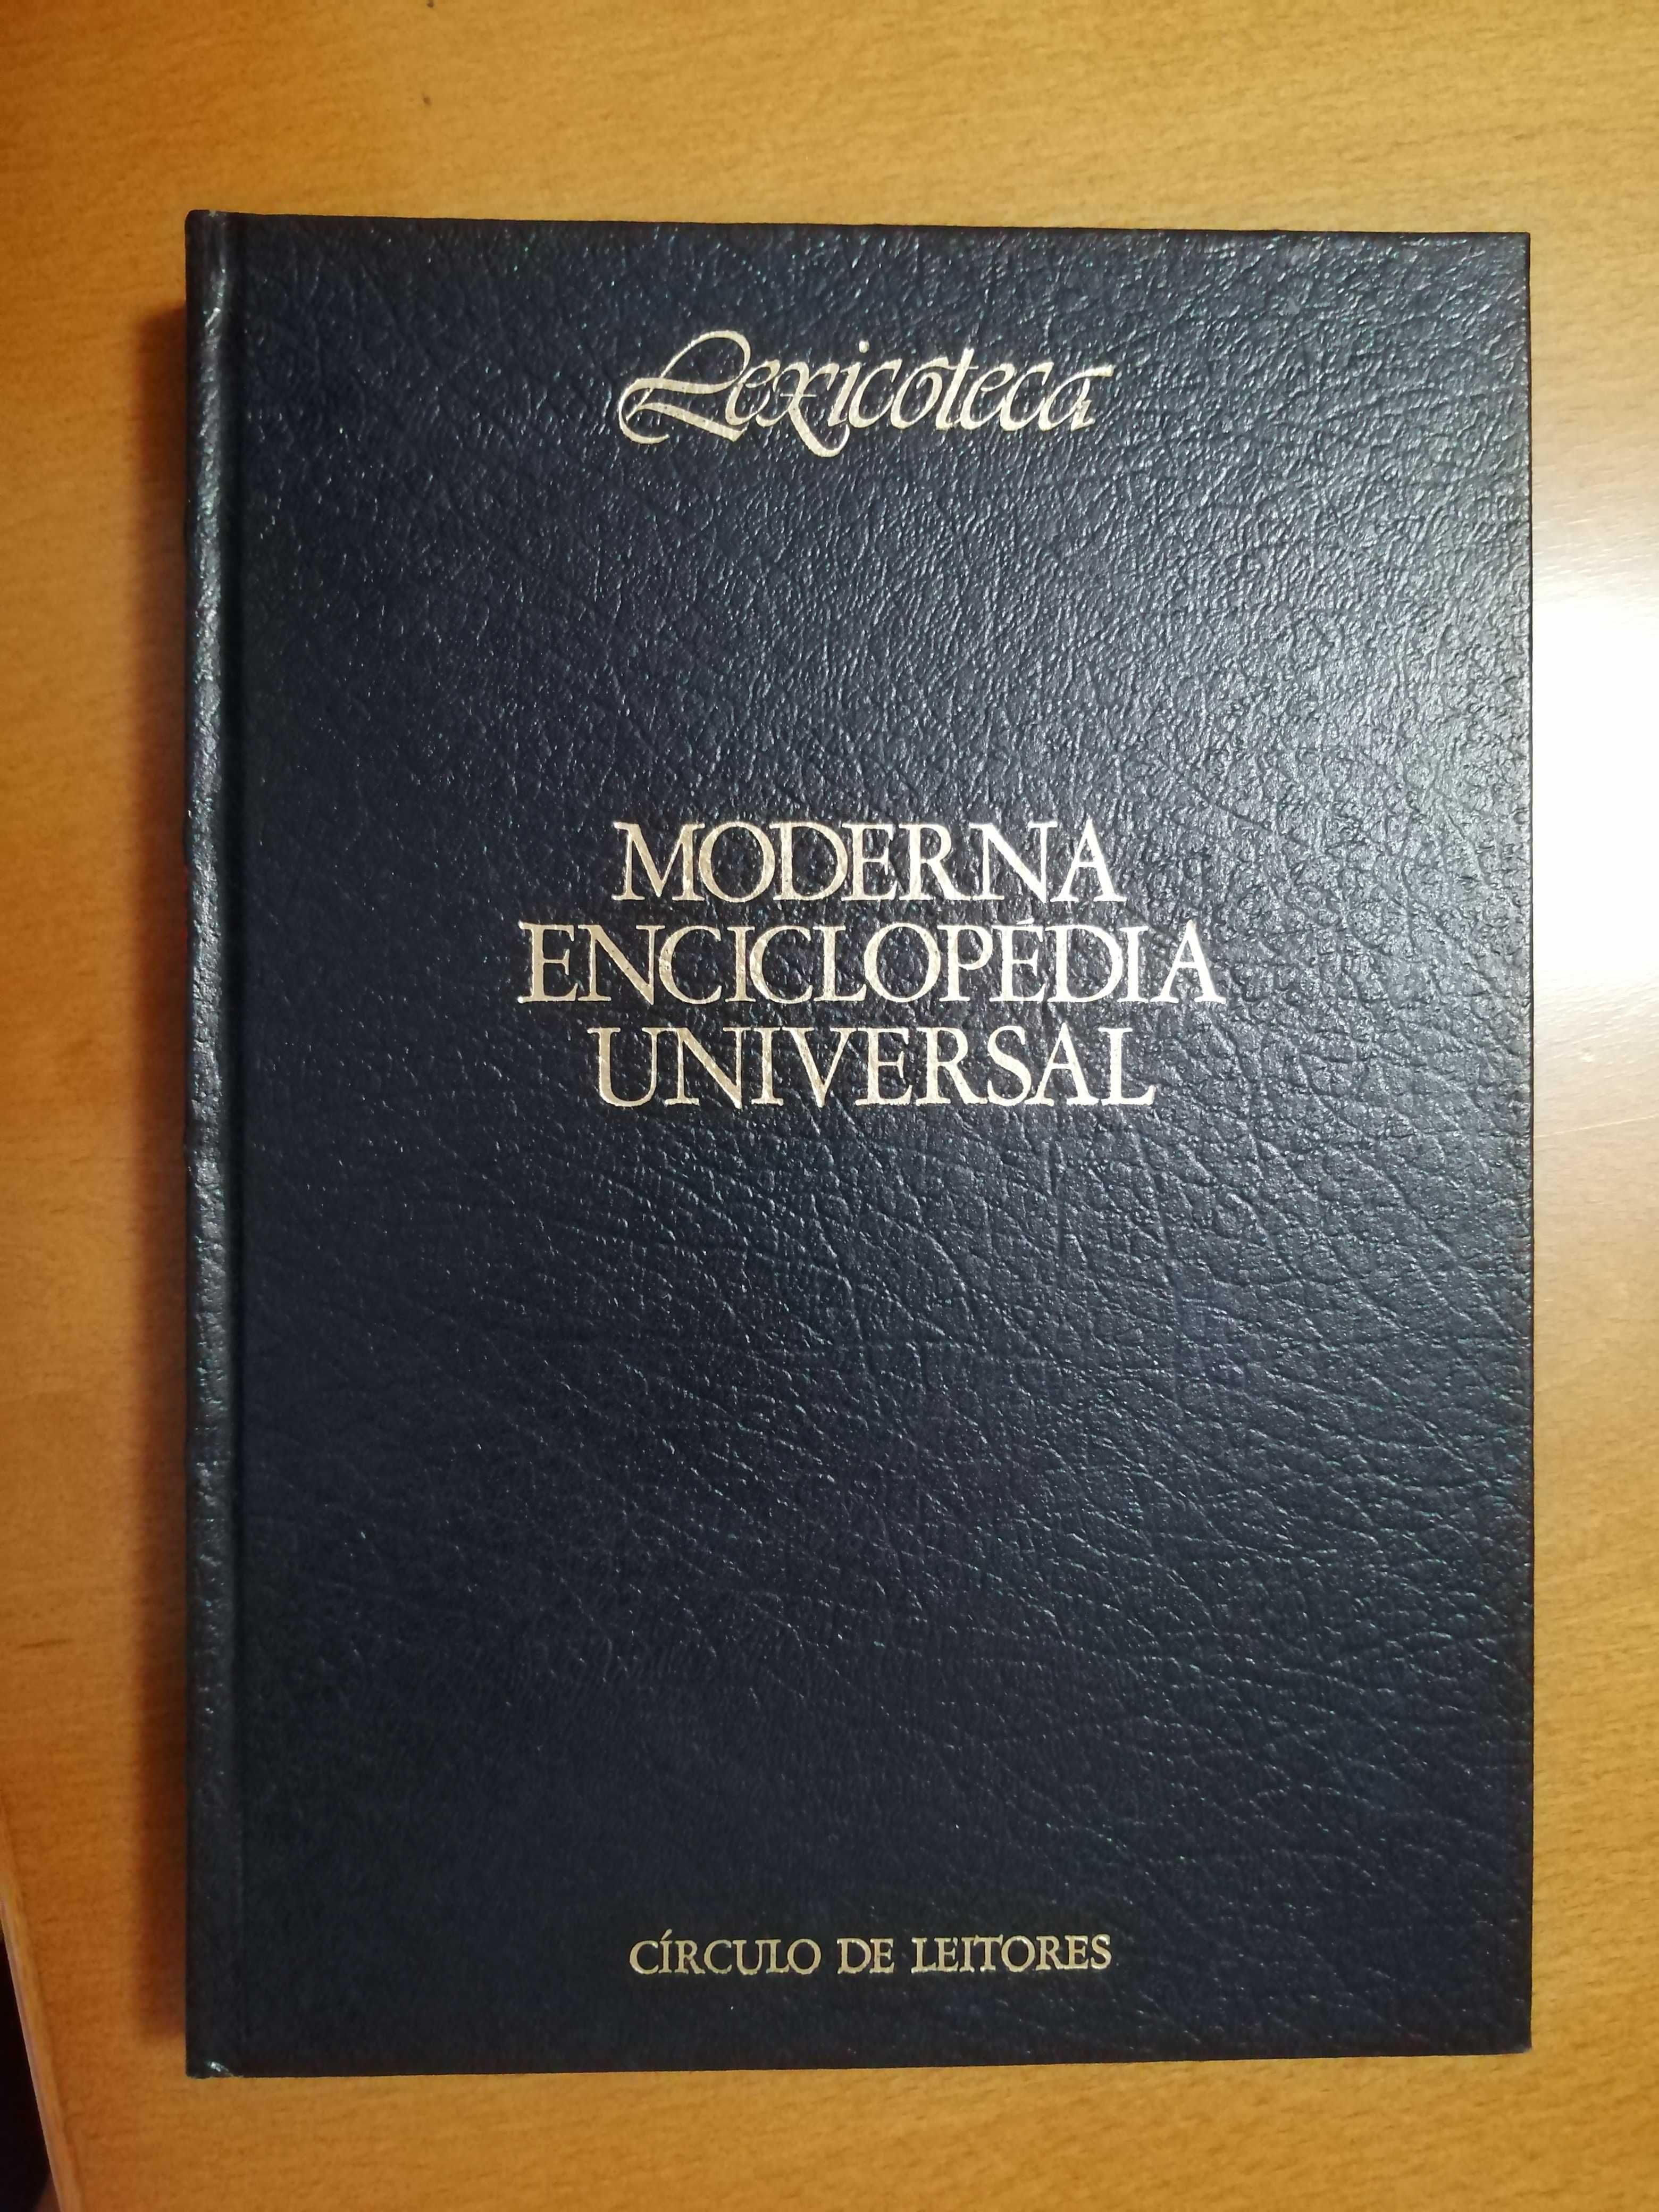 Lexicoteca
MODERNA
ENCICLOPÉDIA
UNIVERSAL
CÍRCULO DE LEITORES